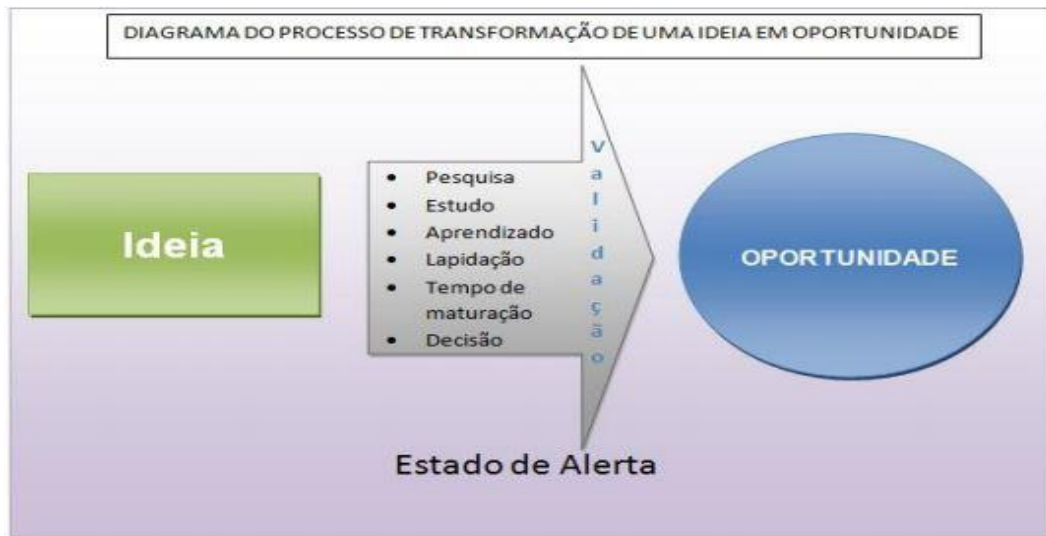 DIAGRAMA DO PROCESSO DE TRANSFORMAÇÃO DE UMA IDEIA EM OPORTUNIDADE
Ideia
• Pesquisa
• Estudo
• Aprendizado
• Lapidação
• Tempo de
maturação
• Decisão
Validação
OPORTUNIDADE
Estado de Alerta